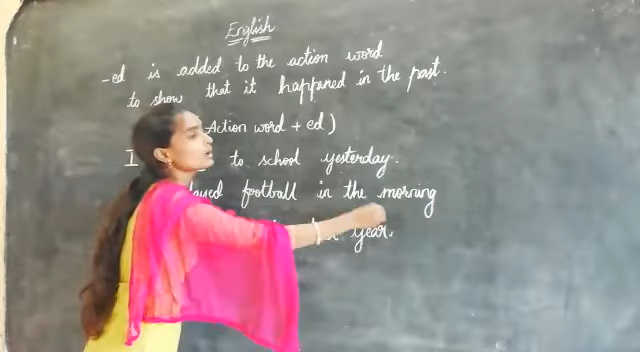 English
-ed is added to the action word
to show that it happened in the past.
Action word + ed)
I to school yesterday.
football in the morning
year.